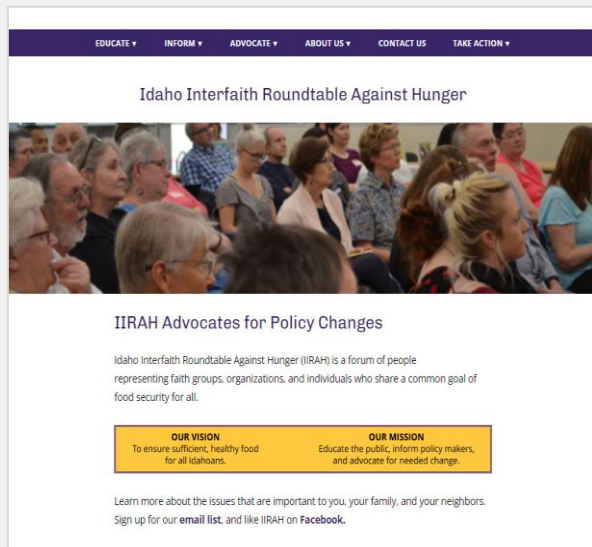 EDUCATE ▾ INFORM ▾ ADVOCATE ▾ ABOUT US ▾ CONTACT US TAKE ACTION ▾
Idaho Interfaith Roundtable Against Hunger
IIRAH Advocates for Policy Changes
Idaho Interfaith Roundtable Against Hunger (IIRAH) is a forum of people
representing faith groups, organizations, and individuals who share a common goal of
food security for all.
OUR VISION
To ensure sufficient, healthy food
for all Idahoans.
OUR MISSION
Educate the public, inform policy makers,
and advocate for needed change.
Learn more about the issues that are important to you, your family, and your neighbors.
Sign up for our email list, and like IIRAH on Facebook.